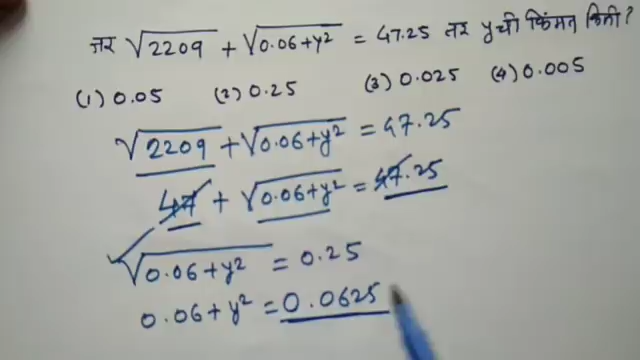 जर √2209 + √0.06+y² = 47.25 तर y ची किंमत किती?
(1) 0.05 (2) 0.25 (3) 0.025 (4) 0.005
√2209 + √0.06+y² = 47.25
47 + √0.06+y² = 47.25
√0.06+y² = 0.25
0.06+y² = 0.0625